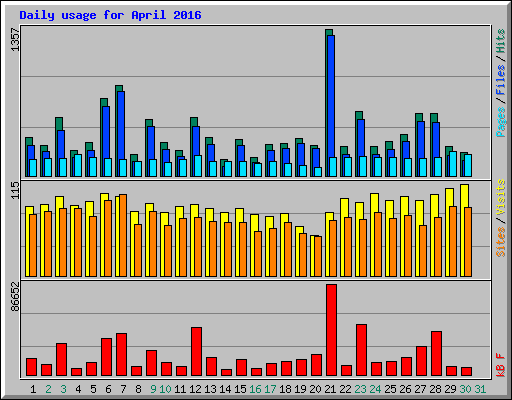 Daily usage for April 2016
1357
Pages / Files / Hits
115
Sites / Visits
86652
kB F
1 2 3 4 5 6 7 8 9 10 11 12 13 14 15 16 17 18 19 20 21 22 23 24 25 26 27 28 29 30 31